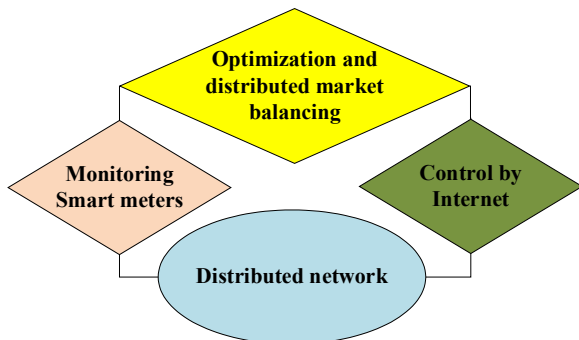 Optimization and
distributed market
balancing
Monitoring
Smart meters
Control by
Internet
Distributed network